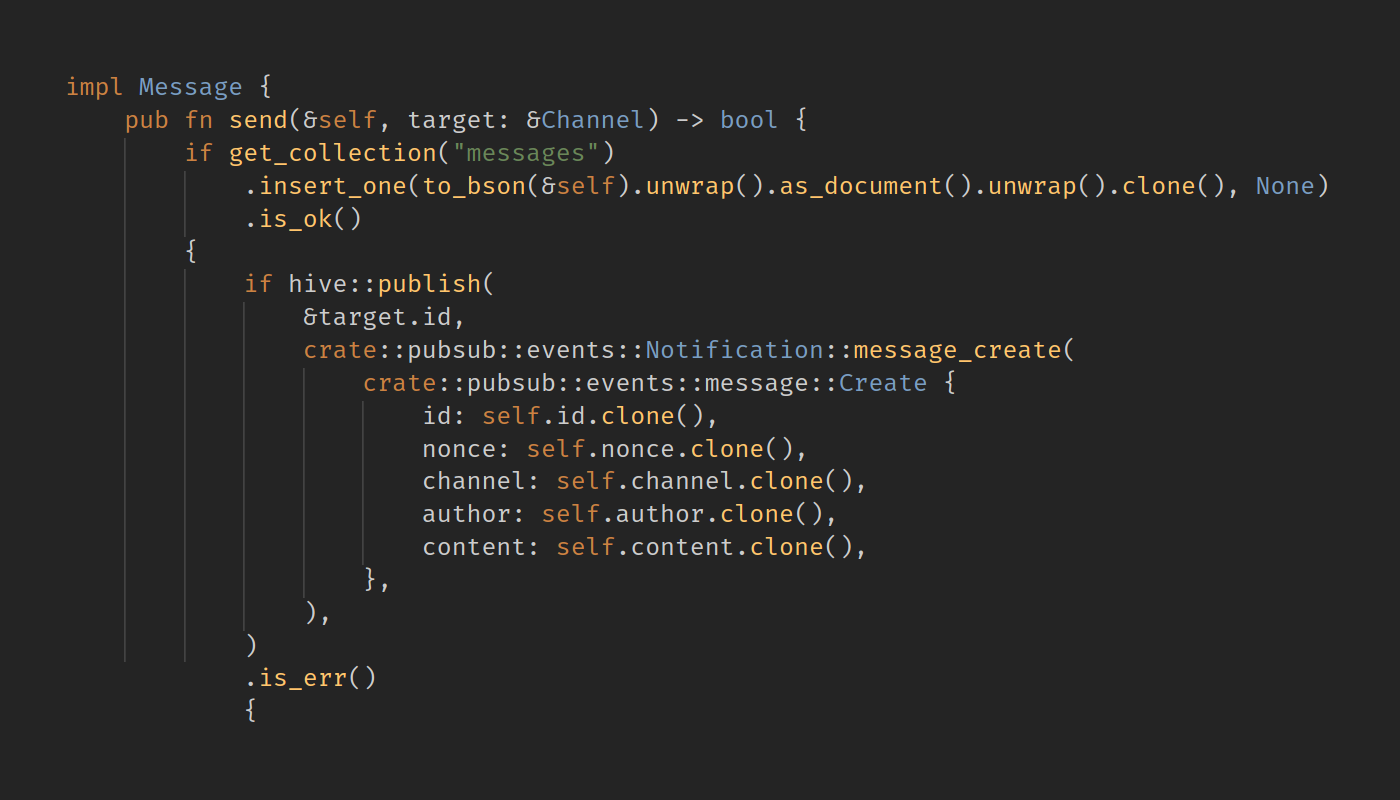 impl Message {
    pub fn send(&self, target: &Channel) -> bool {
        if get_collection("messages")
            .insert_one(to_bson(&self).unwrap().as_document().unwrap().clone(), None)
            .is_ok()
        {
            if hive::publish(
                &target.id,
                crate::pubsub::events::Notification::message_create(
                    crate::pubsub::events::message::Create {
                        id: self.id.clone(),
                        nonce: self.nonce.clone(),
                        channel: self.channel.clone(),
                        author: self.author.clone(),
                        content: self.content.clone(),
                    },
                ),
            )
            .is_err()
            {